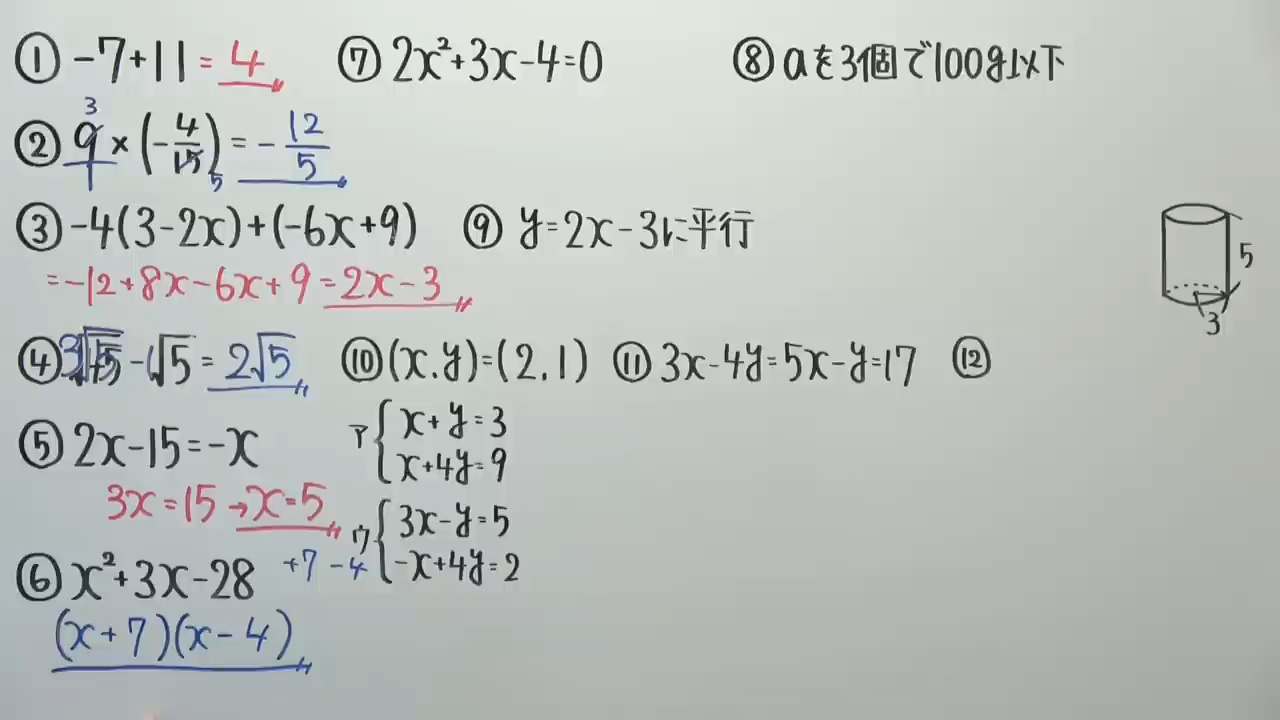 ① -7+11 = 4
⑦ 2x²+3x-4=0
⑧ aを3個で100g以下
② 9 × (-4/15) = -12/5
3
1
5
③ -4(3-2x)+(-6x+9)
= -12+8x-6x+9 = 2x-3
⑨ y=2x-3に平行
5
3
④ - √5 = 2√5
⑩ (x.y)=(2.1)
ア { x+y=3
x+4y=9
ウ { 3x-y=5
-x+4y=2
⑪ 3x-4y=5x-y=17
⑫
⑤ 2x-15=-x
3x=15→x=5
⑥ x²+3x-28 +7 -4
(x+7)(x-4)